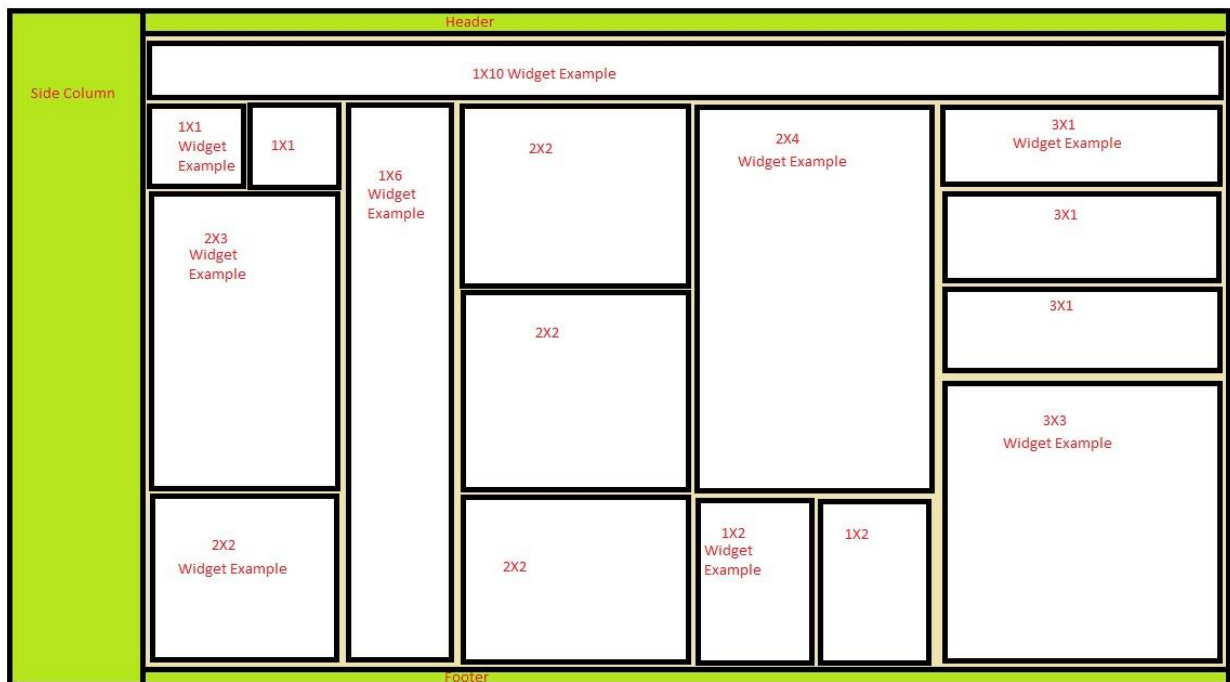 Header
Side Column
1X10 Widget Example
1X1
Widget
Example
1X1
1X6
Widget
Example
2X2
2X4
Widget Example
3X1
Widget Example
3X1
3X1
2X3
Widget
Example
2X2
3X3
Widget Example
2X2
Widget Example
2X2
1X2
Widget
Example
1X2
Footer